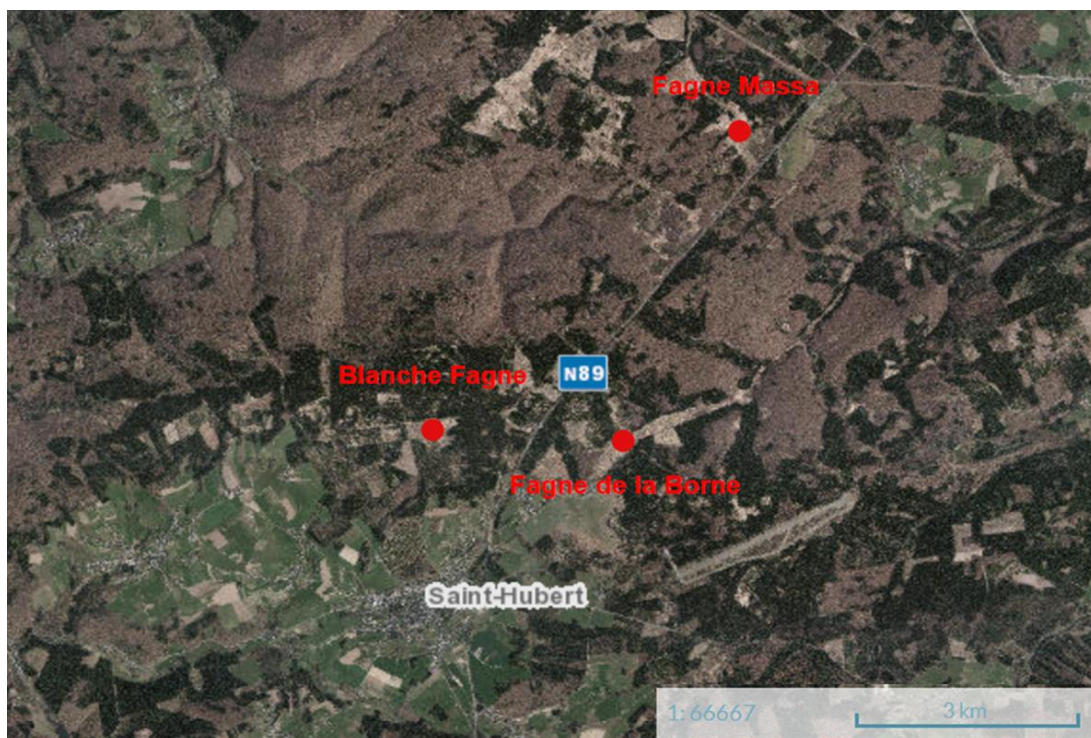 Fagne Massa
Blanche Fagne
N89
Fagne de la Borne
Saint-Hubert
1: 66667
3 km